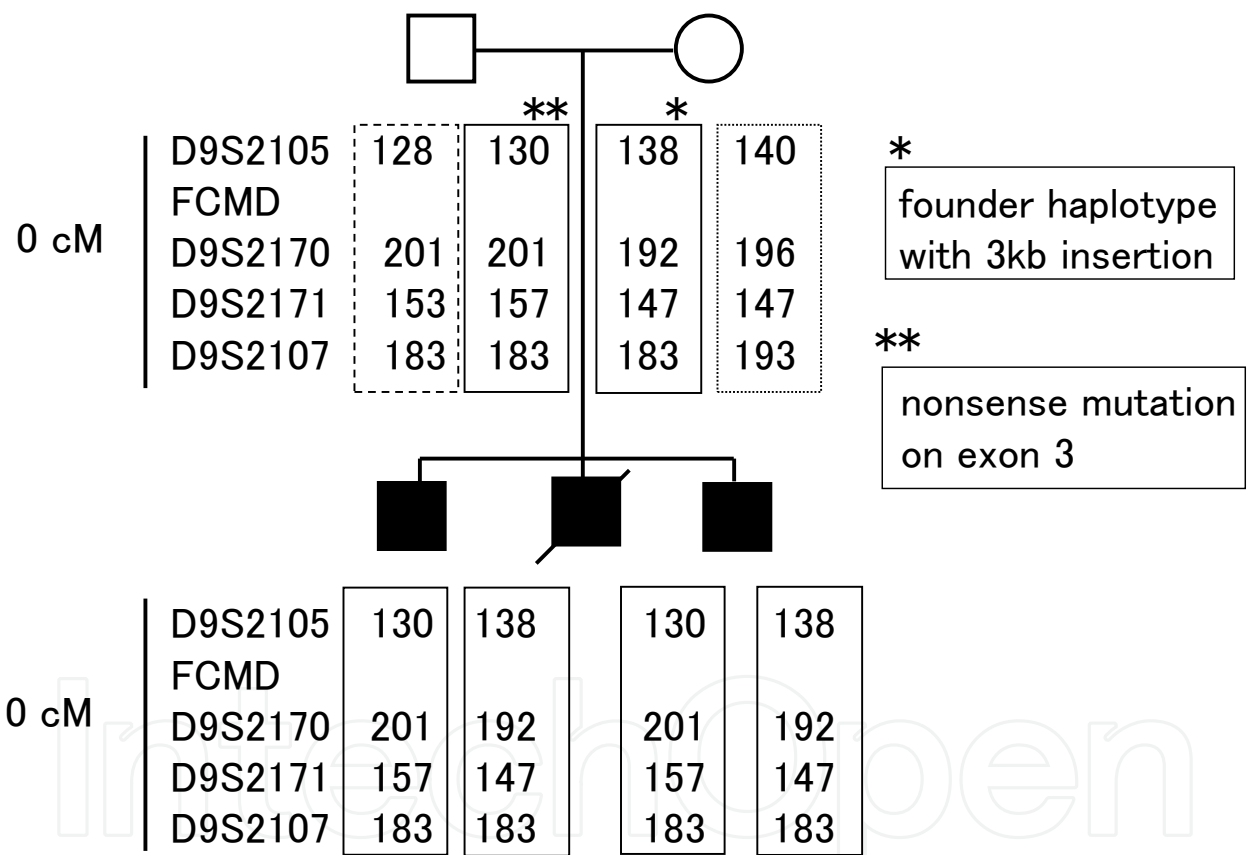 ** *
D9S2105 128 130 138 140
FCMD
0 cM
D9S2170 201 201 192 196
D9S2171 153 157 147 147
D9S2107 183 183 183 193
*
founder haplotype
with 3kb insertion
**
nonsense mutation
on exon 3
D9S2105 130 138 130 138
FCMD
0 cM
D9S2170 201 192 201 192
D9S2171 157 147 157 147
D9S2107 183 183 183 183
IntechOpen